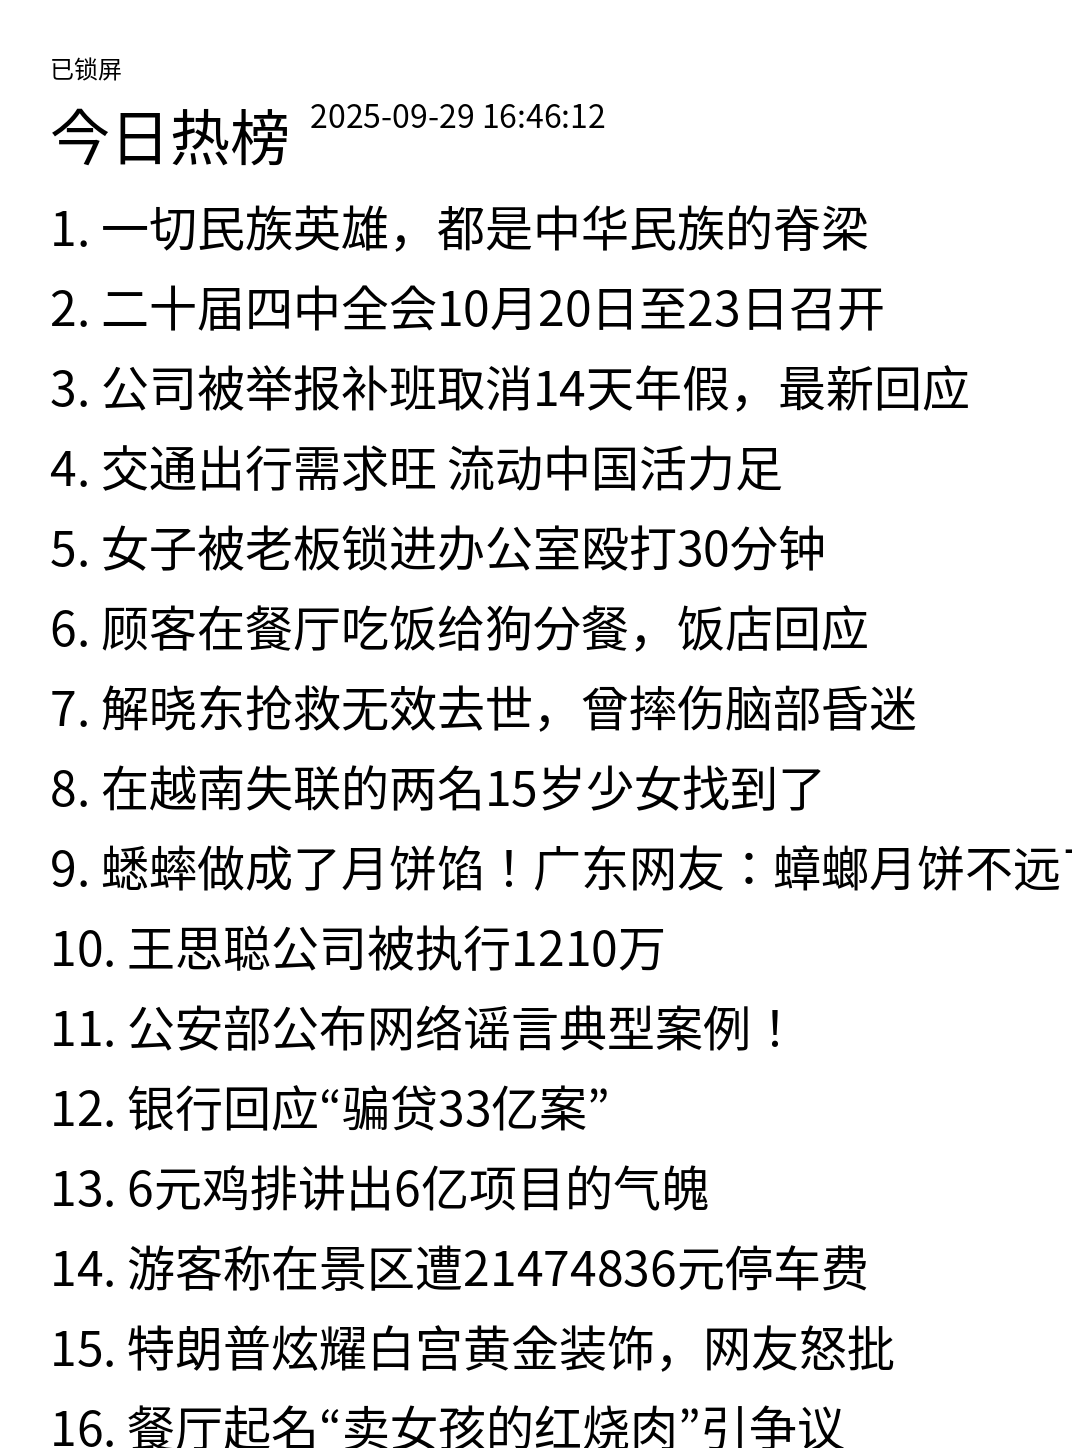 已锁屏
今日热榜 2025-09-29 16:46:12
1. 一切民族英雄，都是中华民族的脊梁
2. 二十届四中全会10月20日至23日召开
3. 公司被举报补班取消14天年假，最新回应
4. 交通出行需求旺 流动中国活力足
5. 女子被老板锁进办公室殴打30分钟
6. 顾客在餐厅吃饭给狗分餐，饭店回应
7. 解晓东抢救无效去世，曾摔伤脑部昏迷
8. 在越南失联的两名15岁少女找到了
9. 蟋蟀做成了月饼馅！广东网友：蟑螂月饼不远
10. 王思聪公司被执行1210万
11. 公安部公布网络谣言典型案例！
12. 银行回应“骗贷33亿案”
13. 6元鸡排讲出6亿项目的气魄
14. 游客称在景区遭21474836元停车费
15. 特朗普炫耀白宫黄金装饰，网友怒批
16. 餐厅起名“卖女孩的红烧肉”引争议